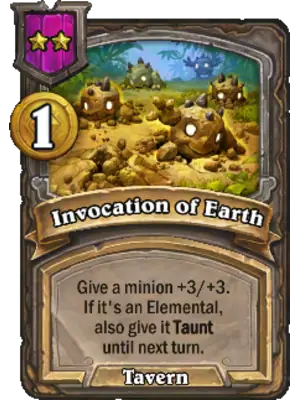 1
Invocation of Earth
Give a minion +3/+3.
If it's an Elemental,
also give it Taunt
until next turn.
Tavern